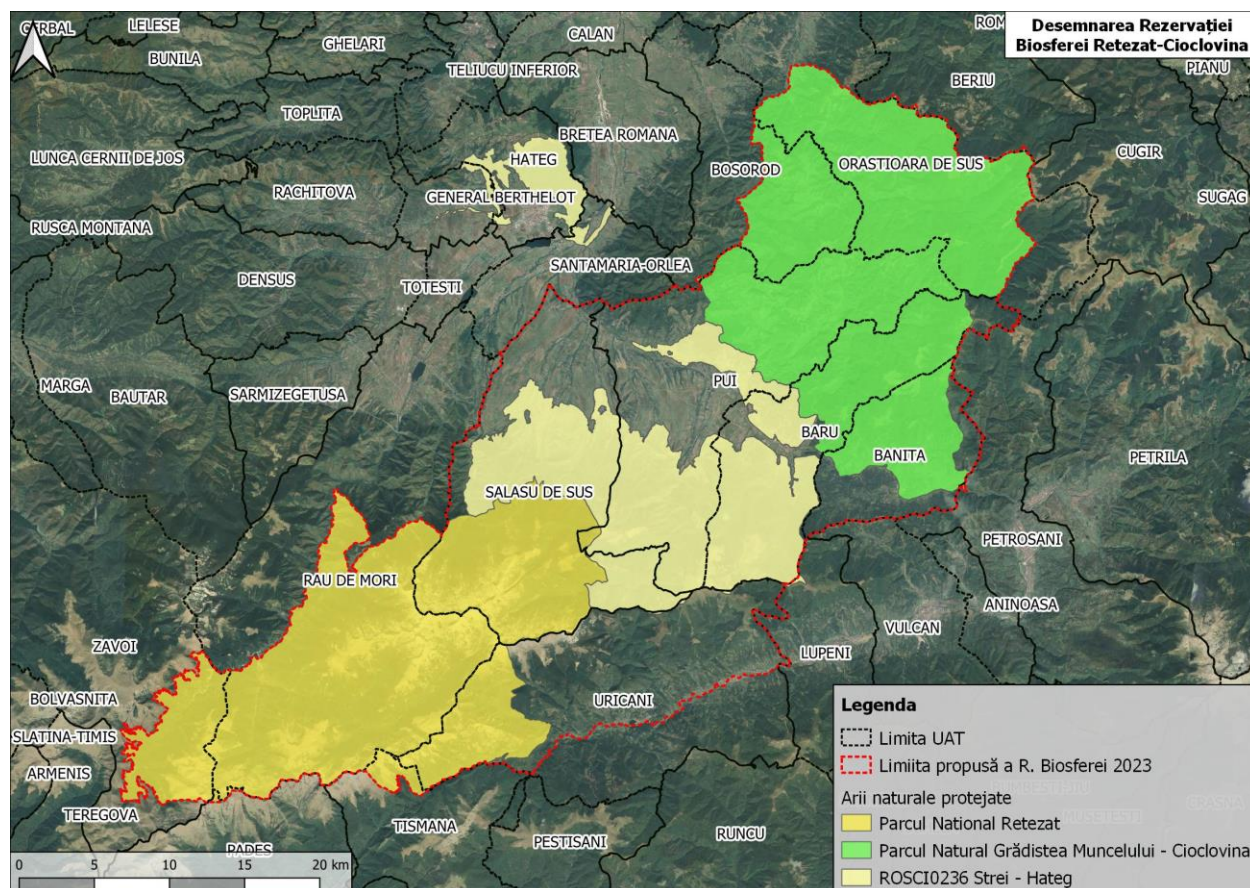 Desemnarea Rezervației
Biosferei Retezat-Cioclovina
LELESE
BUNILA
GHELARI
CALAN
BERIU
PIANU
TELIUCU INFERIOR
TOPLITA
BRETEA ROMANA
LUNCA CERNII DE JOS
HATEG
BOSOROD
ORASTIOARA DE SUS
CUGIR
RACHITOVA
GENERAL BERTHELOT
SUGAG
RUSCA MONTANA
DENSUS
TOTESTI
SANTAMARIA-ORLEA
MARGA
BAUTAR
SARMIZEGETUSA
PUI
BARU
BANITA
PETRILA
SALASU DE SUS
PETROSANI
RAU DE MORI
ANINOASA
ZAVOI
VULCAN
LUPENI
BOLVASNITA
URICANI
SLATINA-TIMIS
ARMENIS
TEREGOVA
TISMANA
PESTISANI
RUNCU
PADES
Legenda
Limita UAT
Limiita propusă a R. Biosferei 2023
Arii naturale protejate
Parcul National Retezat
Parcul Natural Grădistea Muncelului - Cioclovina
ROSCI0236 Strei - Hateg
0 5 10 15 20 km